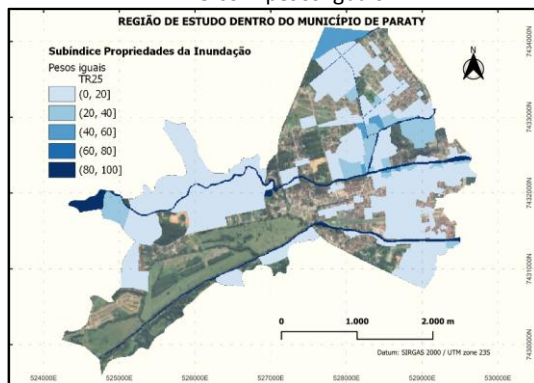 REGIÃO DE ESTUDO DENTRO DO MUNICÍPIO DE PARATY
Subíndice Propriedades da Inundação
Pesos iguais
TR25
(0, 20]
(20, 40]
(40, 60]
(60, 80]
(80, 100]
N
7434000N
7433000N
7432000N
7431000N
7430000N
0 1.000 2.000 m
Datum: SIRGAS 2000 / UTM zone 23S
524000E 525000E 526000E 527000E 528000E 529000E 530000E